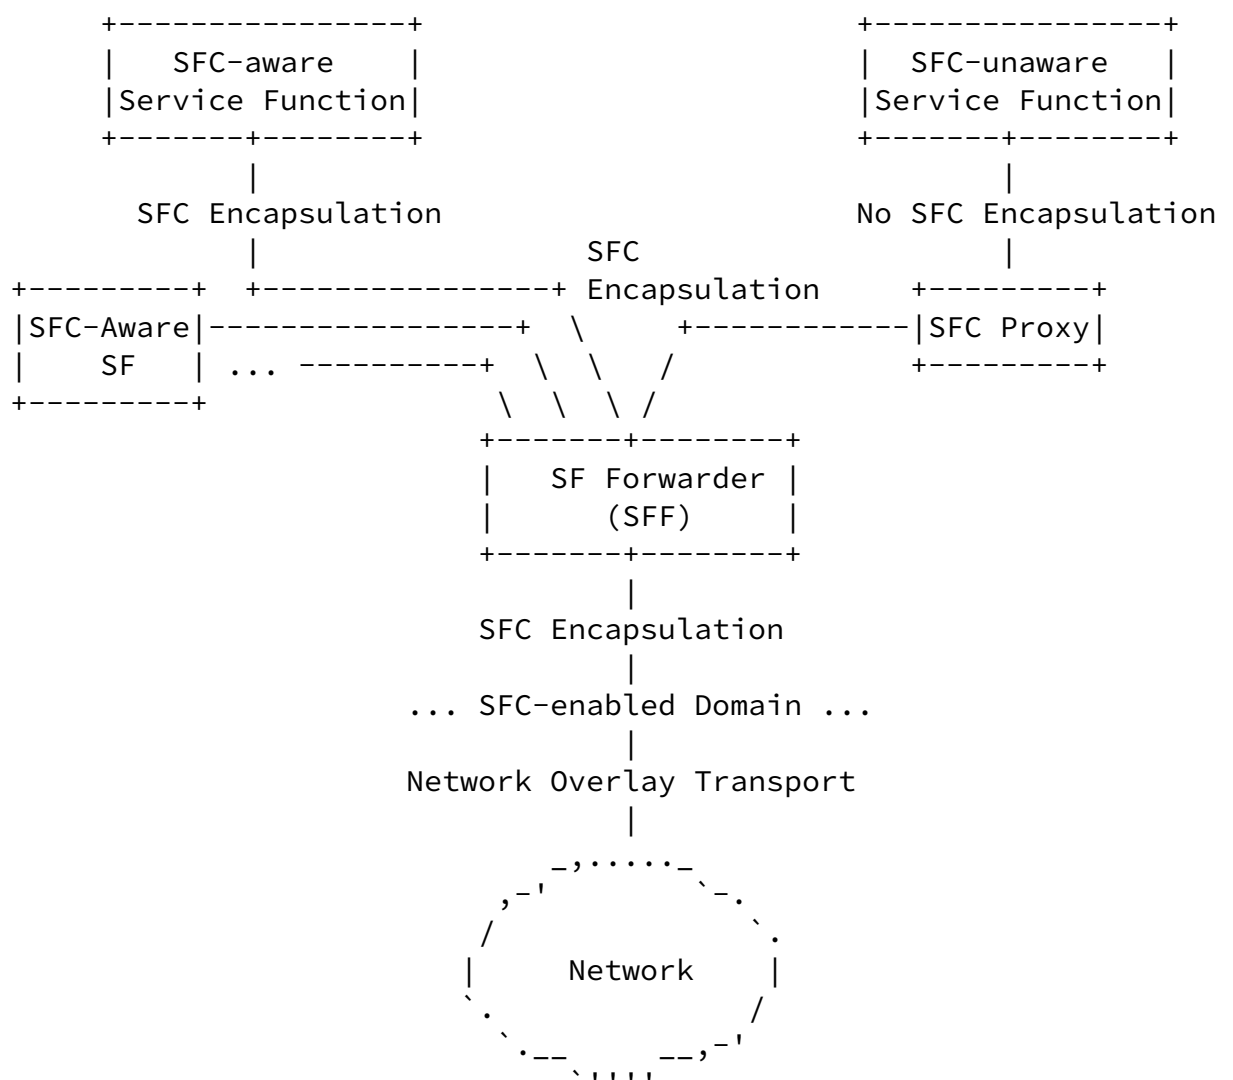 SFC-aware SFC-unaware
Service Function Service Function
SFC Encapsulation No SFC Encapsulation
SFC
Encapsulation
SFC-Aware SFC Proxy
SF ...
SF Forwarder
(SFF)
SFC Encapsulation
... SFC-enabled Domain ...
Network Overlay Transport
Network